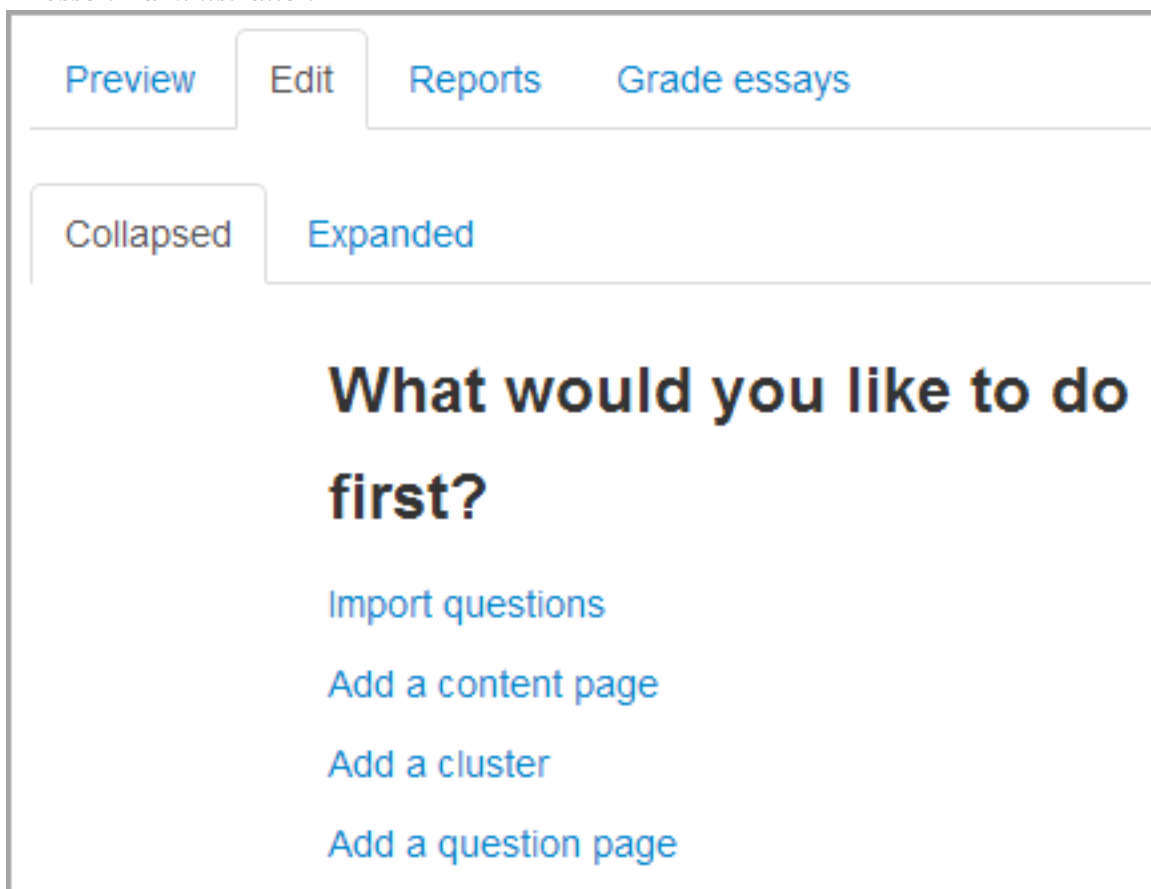 Preview Edit Reports Grade essays
Collapsed Expanded
What would you like to do
first?
Import questions
Add a content page
Add a cluster
Add a question page